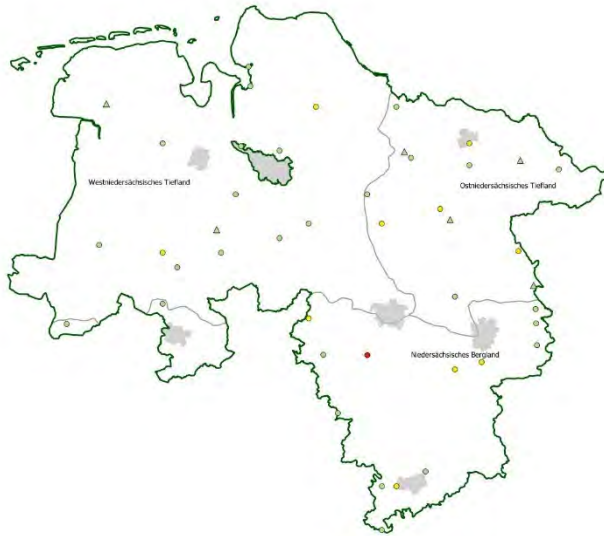 Westniedersächsisches Tiefland
Ostniedersächsisches Tiefland
Niedersächsisches Bergland